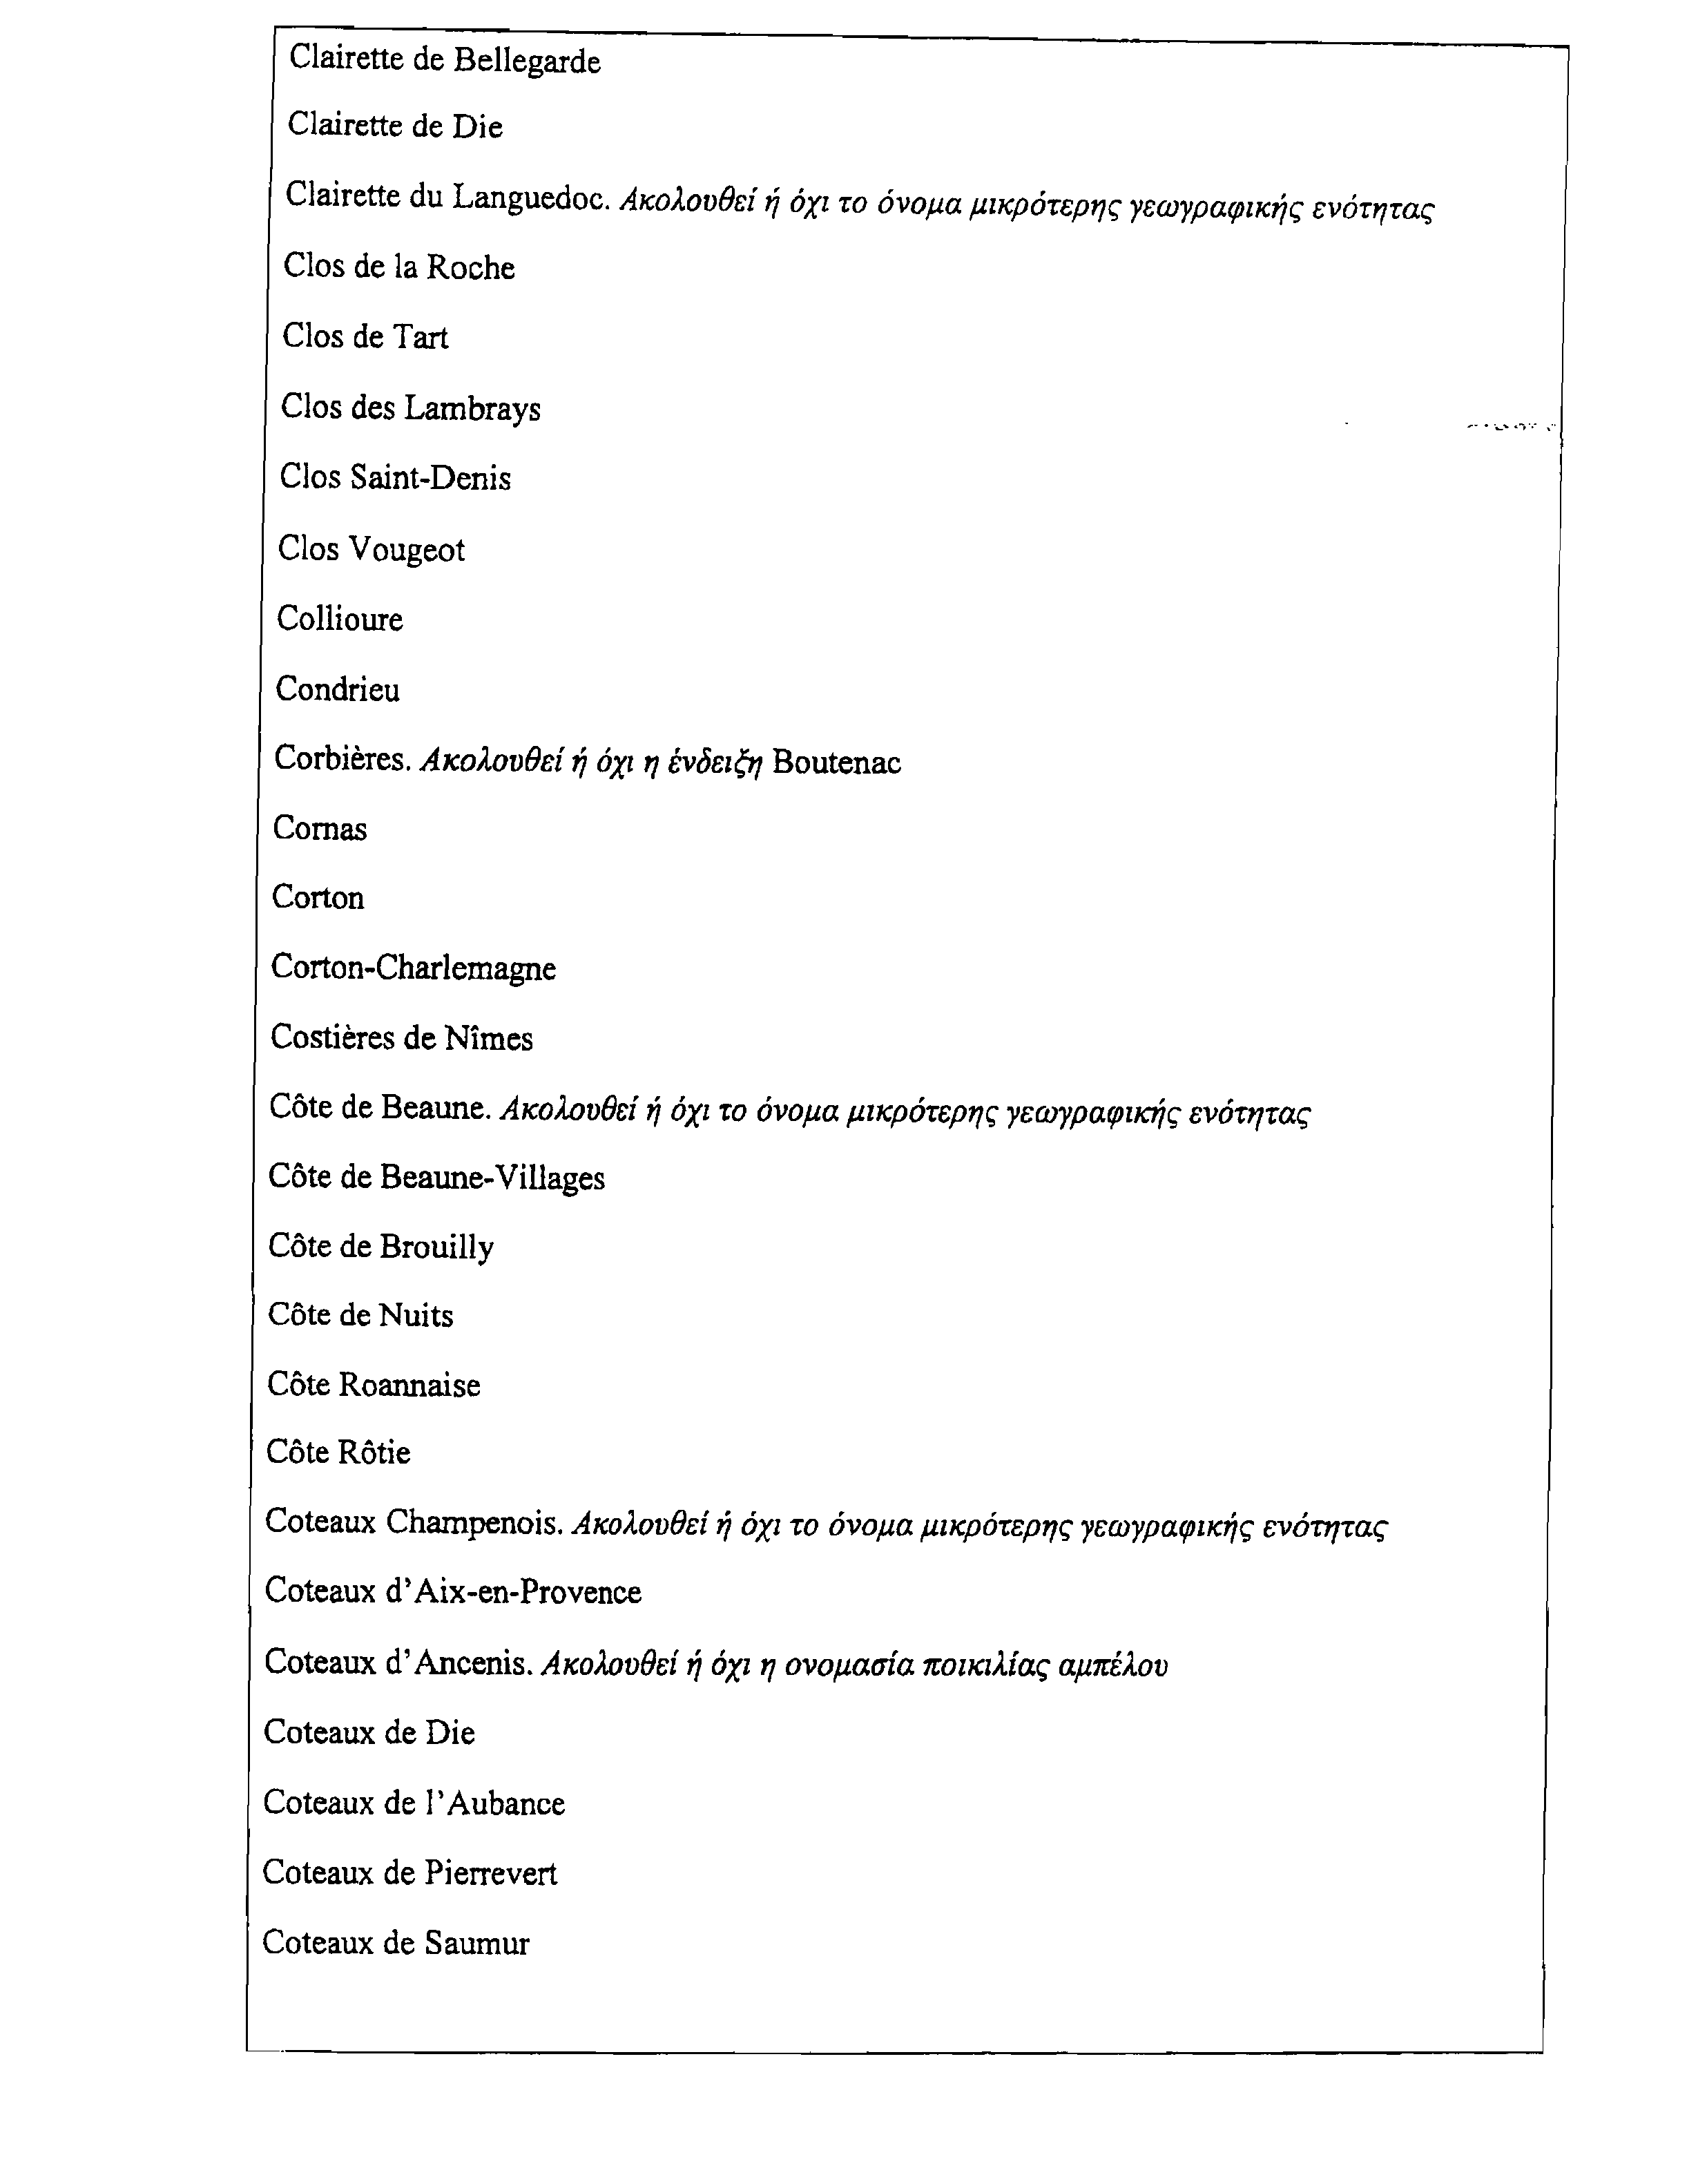 Clairette de Bellegarde
Clairette de Die
Clairette du Languedoc. Ακολουθεί ή όχι το όνομα μικρότερης γεωγραφικής ενότητας
Clos de la Roche
Clos de Tart
Clos des Lambrays
Clos Saint-Denis
Clos Vougeot
Collioure
Condrieu
Corbières. Ακολουθεί ή όχι η ένδειξη Boutenac
Cornas
Corton
Corton-Charlemagne
Costières de Nîmes
Côte de Beaune. Ακολουθεί ή όχι το όνομα μικρότερης γεωγραφικής ενότητας
Côte de Beaune-Villages
Côte de Brouilly
Côte de Nuits
Côte Roannaise
Côte Rôtie
Coteaux Champenois. Ακολουθεί ή όχι το όνομα μικρότερης γεωγραφικής ενότητας
Coteaux d’Aix-en-Provence
Coteaux d’Ancenis. Ακολουθεί ή όχι η ονομασία ποικιλίας αμπέλου
Coteaux de Die
Coteaux de l’Aubance
Coteaux de Pierrevert
Coteaux de Saumur